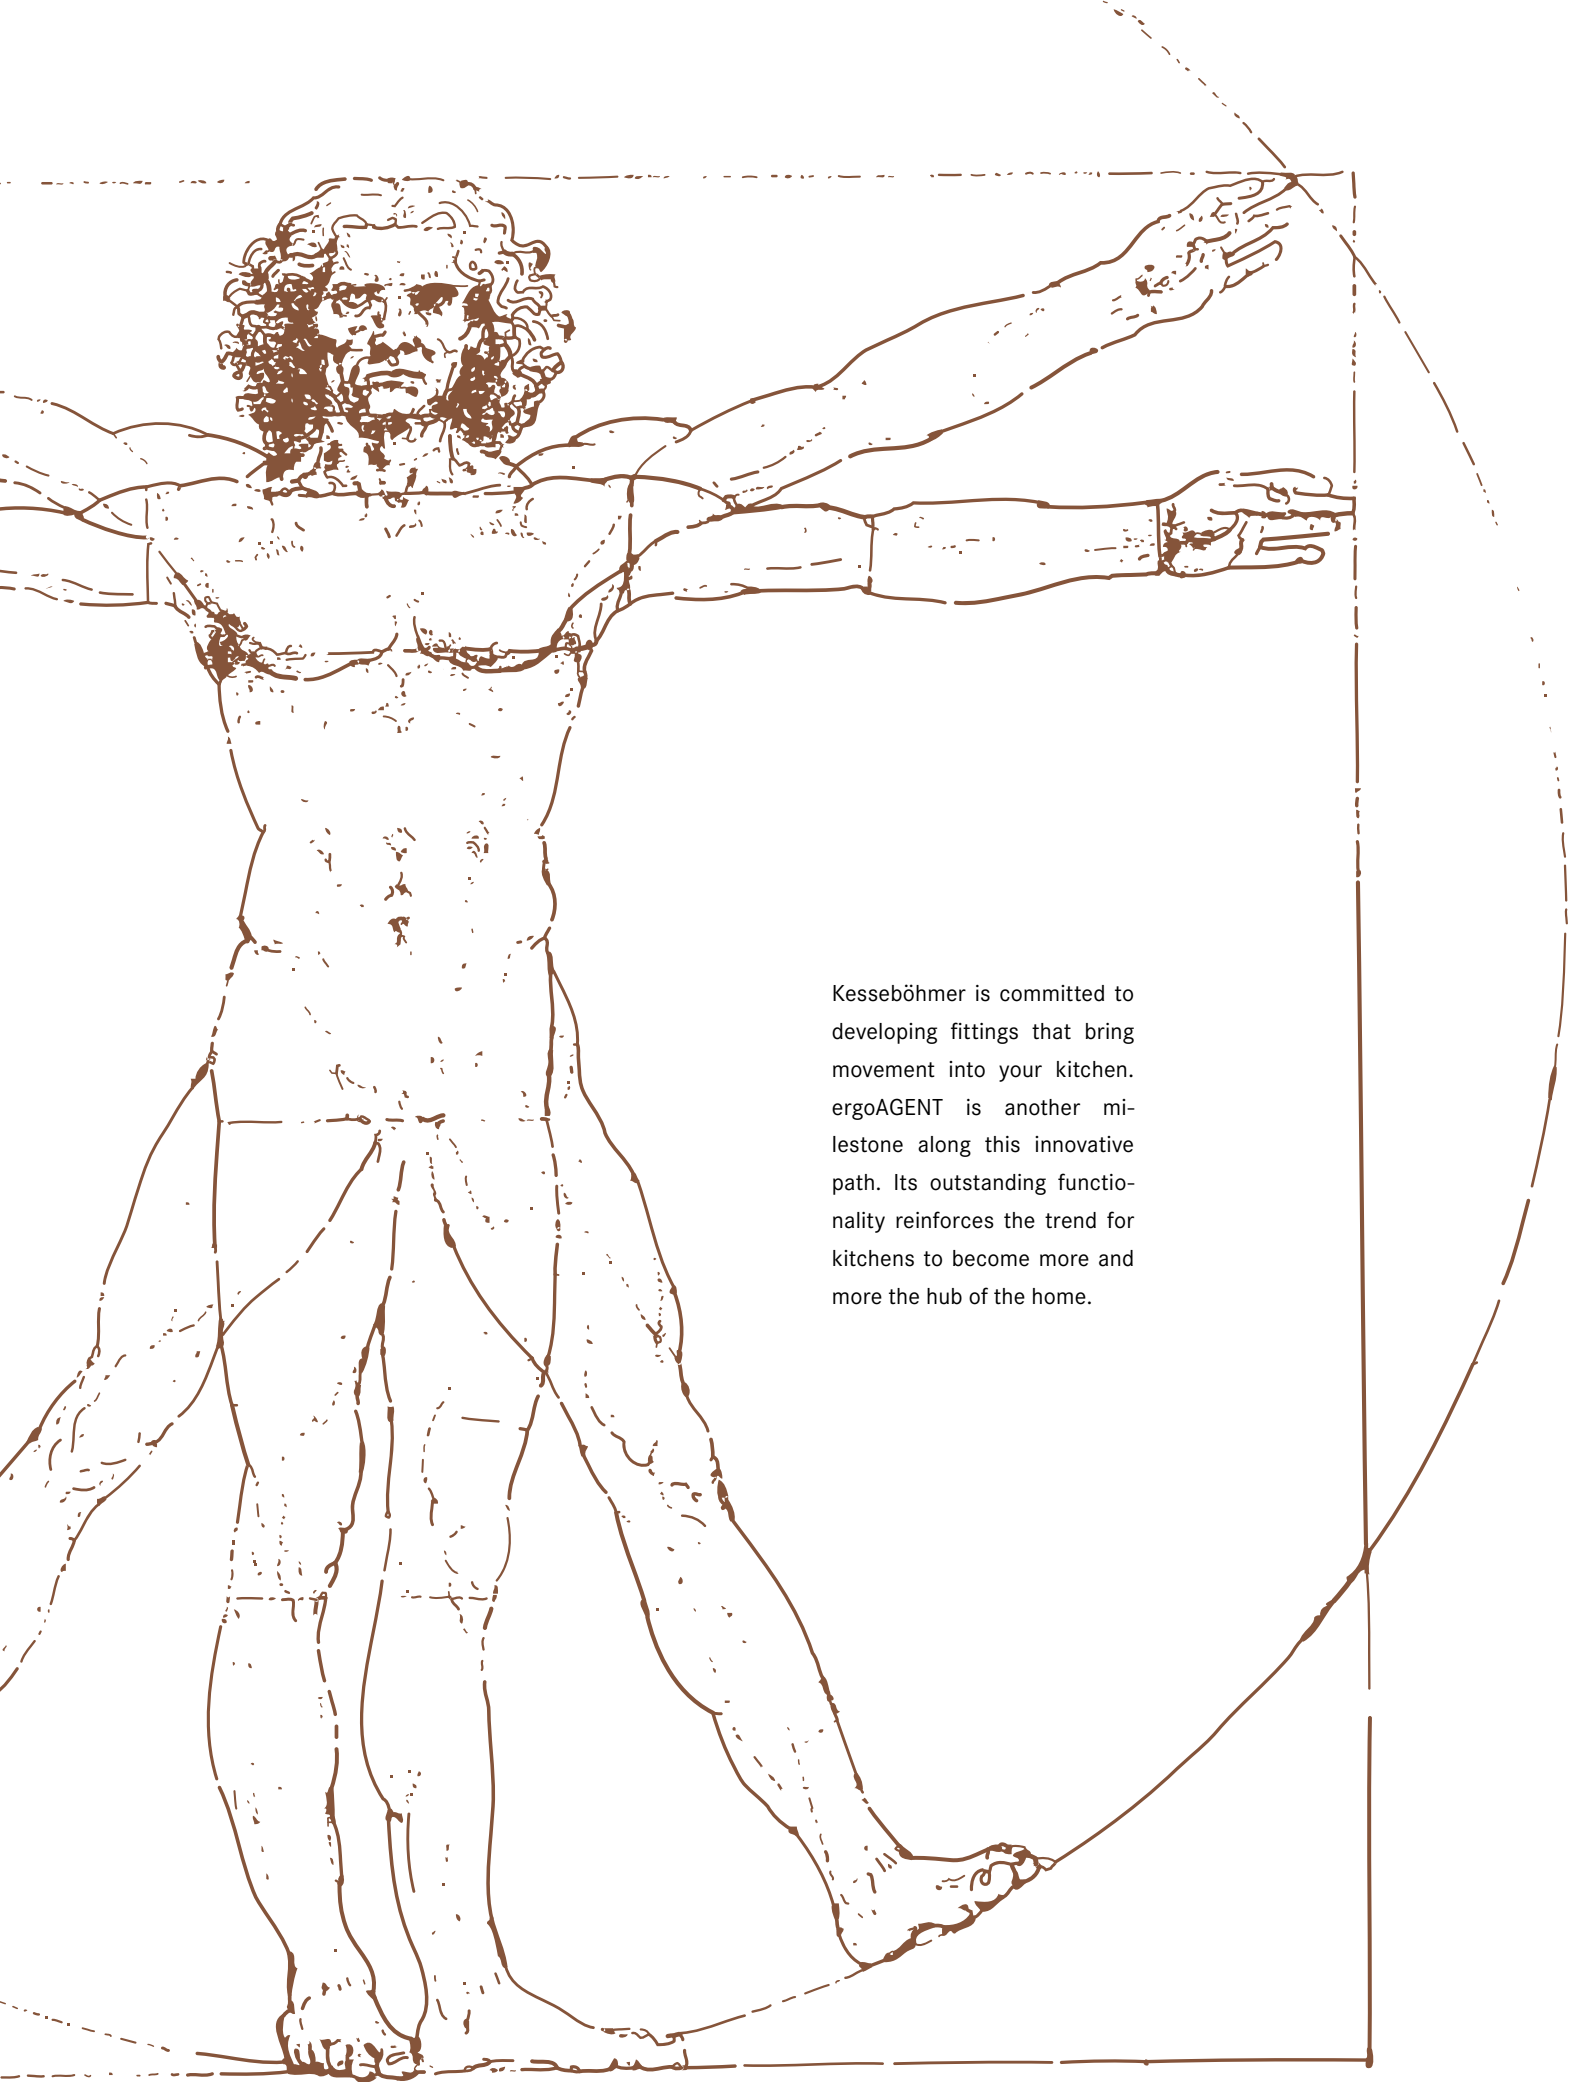 Kesseböhmer is committed to
developing fittings that bring
movement into your kitchen.
ergoAGENT is another mi-
lestone along this innovative
path. Its outstanding functio-
nality reinforces the trend for
kitchens to become more and
more the hub of the home.